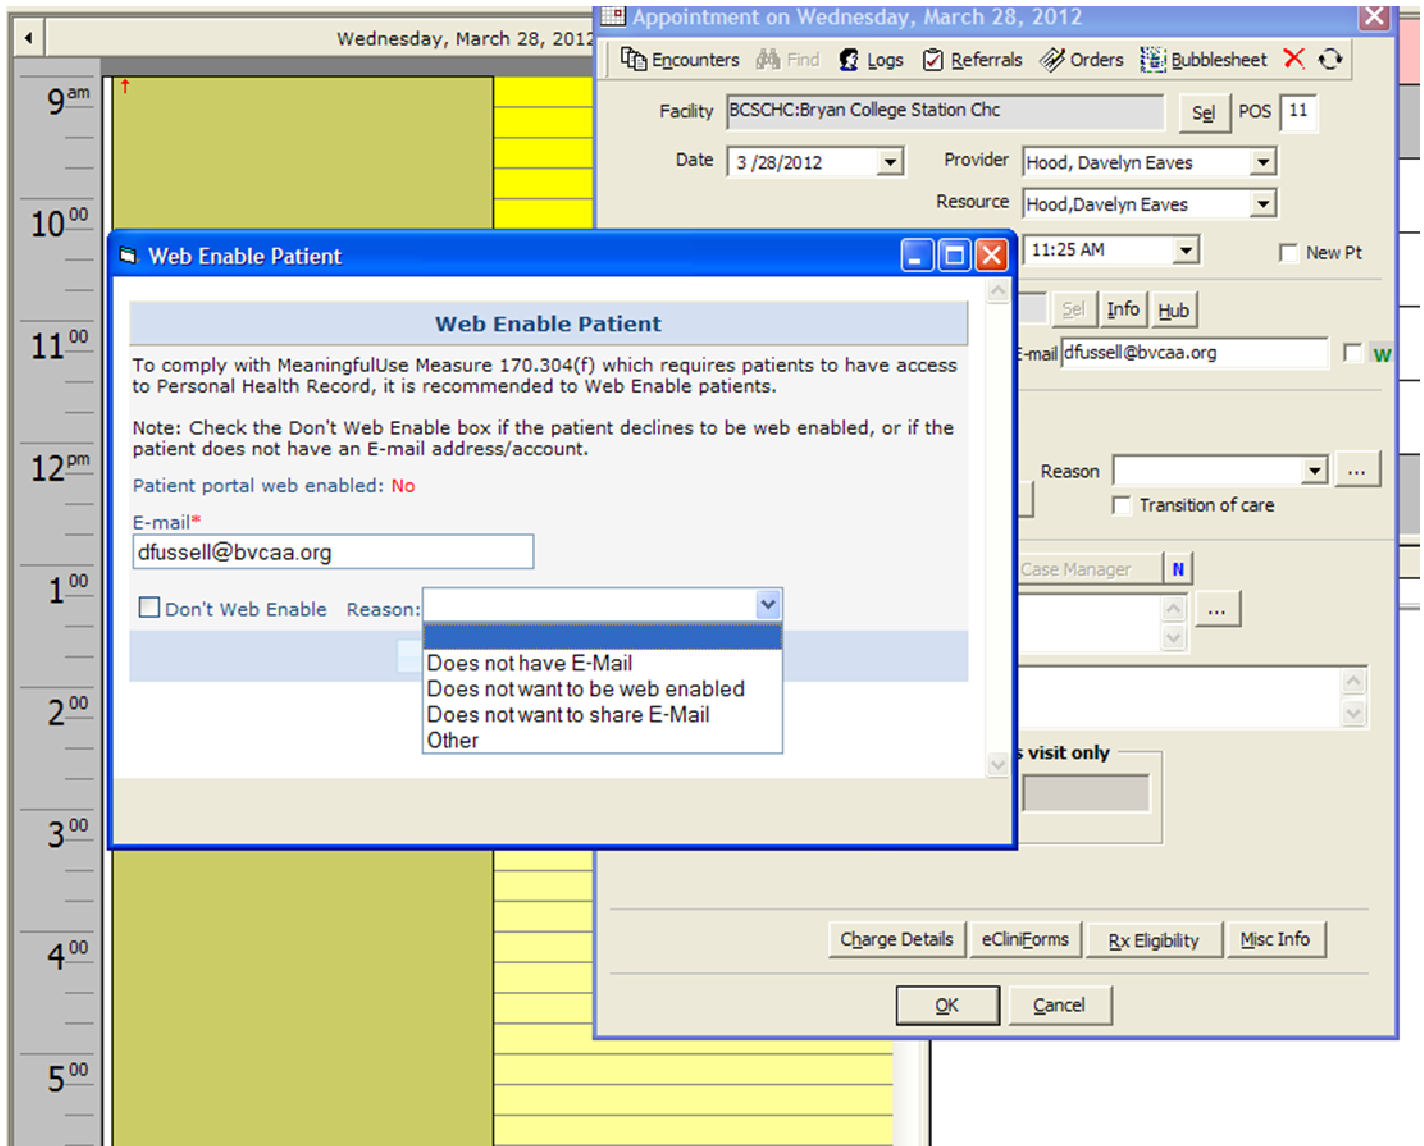 Wednesday, March 28, 2012
9 am
10 00
11 00
12 pm
1 00
2 00
3 00
4 00
5 00
Appointment on Wednesday, March 28, 2012
Encounters Find Logs Referrals Orders Bubblesheet
Facility BCSCHC:Bryan College Station Chc Sel POS 11
Date 3 /28/2012 Provider Hood, Davelyn Eaves
Resource Hood,Davelyn Eaves
11:25 AM New Pt
Sel Info Hub
E-mail dfussell@bvcaa.org W
Reason ...
Transition of care
Case Manager N
...
visit only
Charge Details eCliniForms Rx Eligibility Misc Info
OK Cancel
Web Enable Patient
Web Enable Patient
To comply with MeaningfulUse Measure 170.304(f) which requires patients to have access
to Personal Health Record, it is recommended to Web Enable patients.
Note: Check the Don't Web Enable box if the patient declines to be web enabled, or if the
patient does not have an E-mail address/account.
Patient portal web enabled: No
E-mail*
dfussell@bvcaa.org
Don't Web Enable Reason:
Does not have E-Mail
Does not want to be web enabled
Does not want to share E-Mail
Other